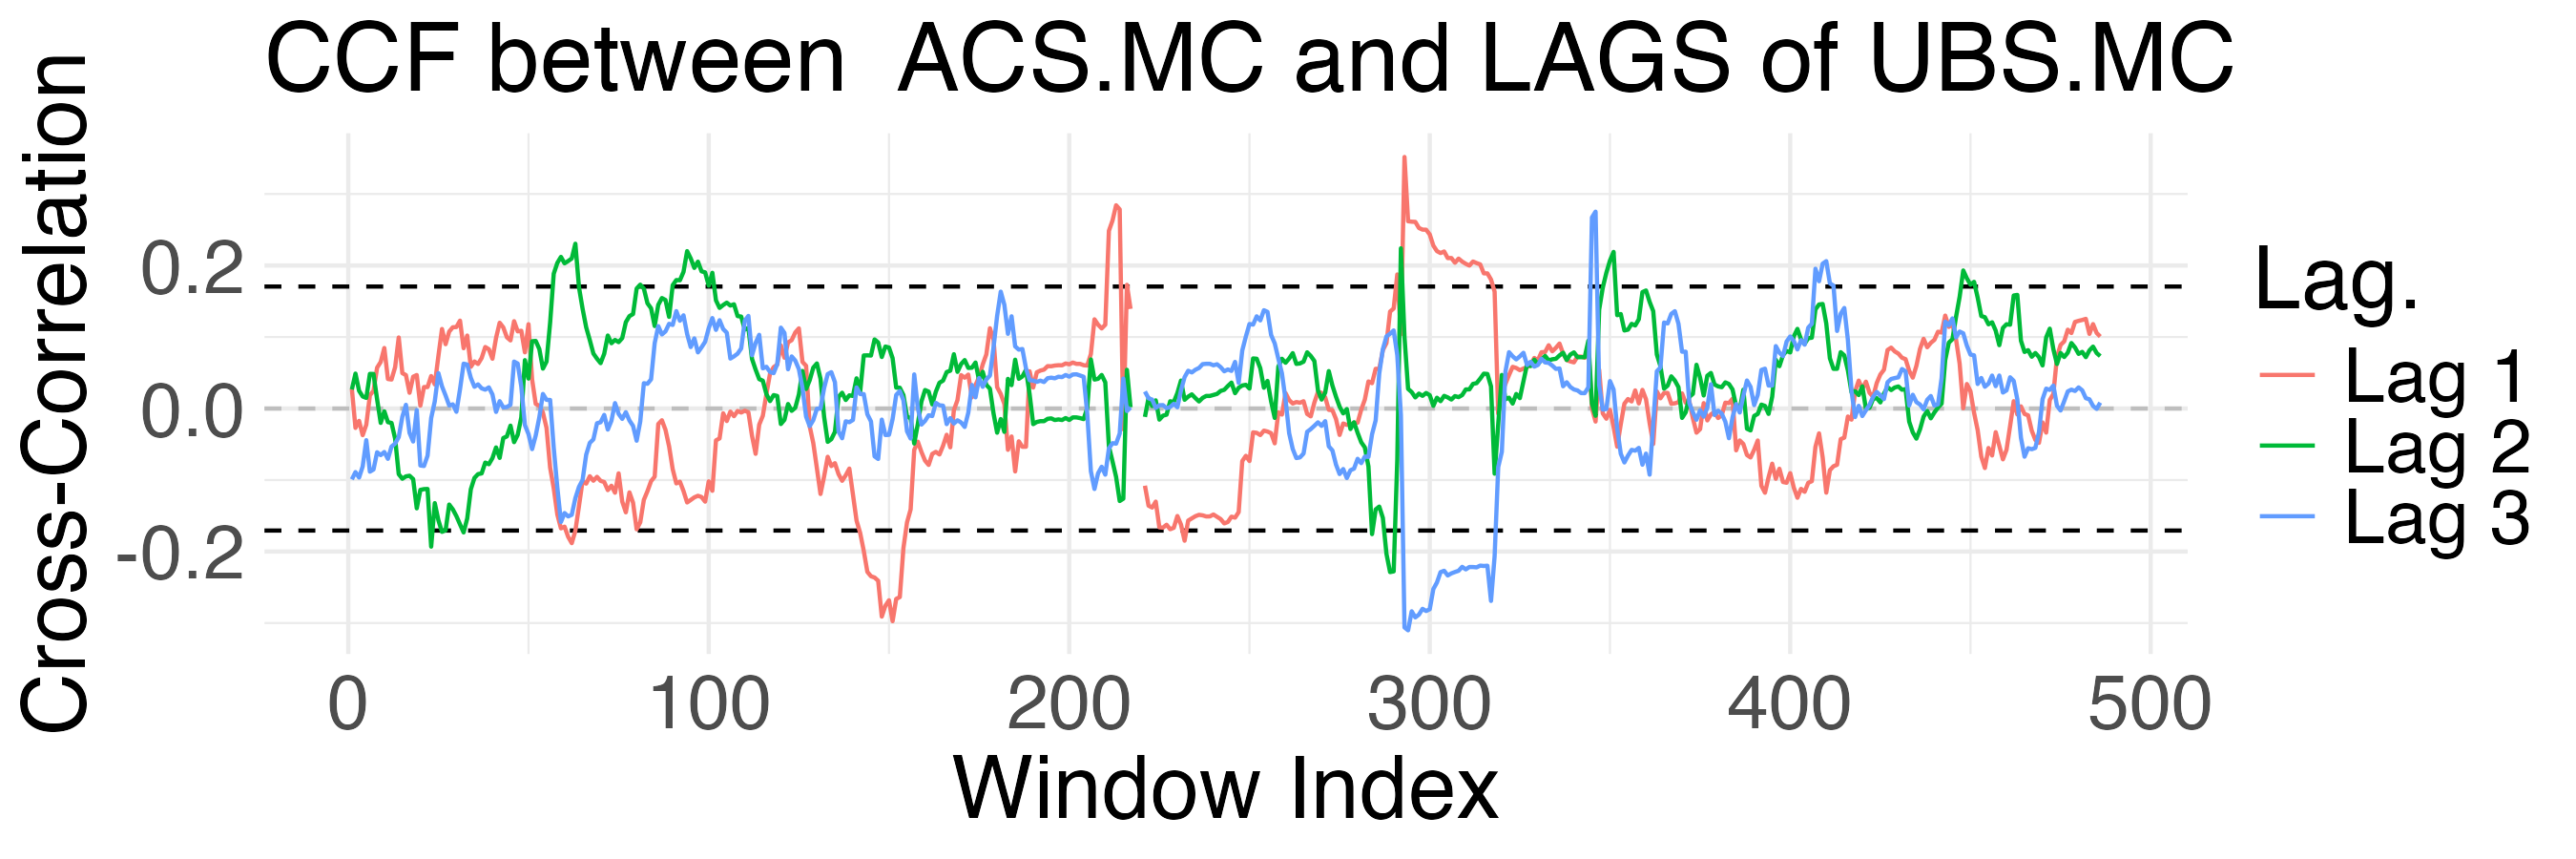 CCF between  ACS.MC and LAGS of UBS.MC
Cross-Correlation
0.2
0.0
-0.2
0 100 200 300 400 500
Window Index
Lag.
Lag 1
Lag 2
Lag 3